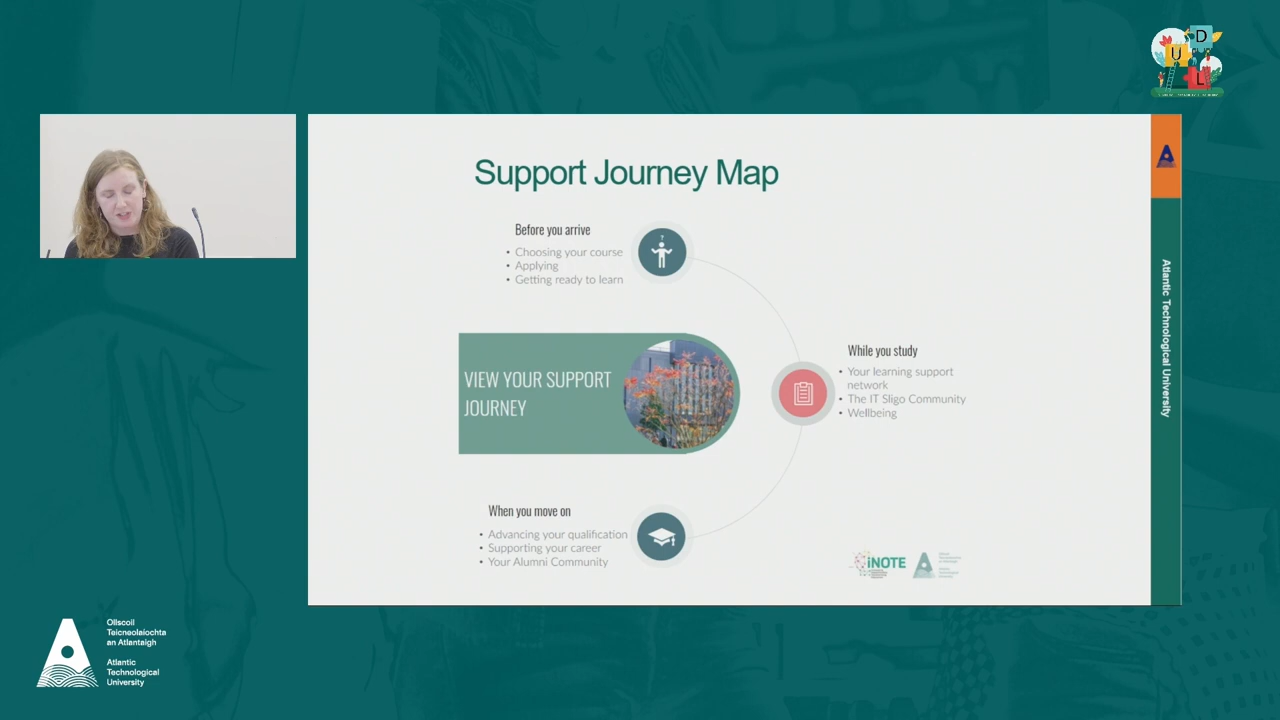 U
D
L
Support Journey Map
Before you arrive
• Choosing your course
• Applying
• Getting ready to learn
?
VIEW YOUR SUPPORT
JOURNEY
While you study
• Your learning support
network
• The IT Sligo Community
• Wellbeing
When you move on
• Advancing your qualification
• Supporting your career
• Your Alumni Community
iNOTE
Atlantic Technological University
Ollscoil
Teicneolaíochta
an Atlantaigh
Atlantic
Technological
University